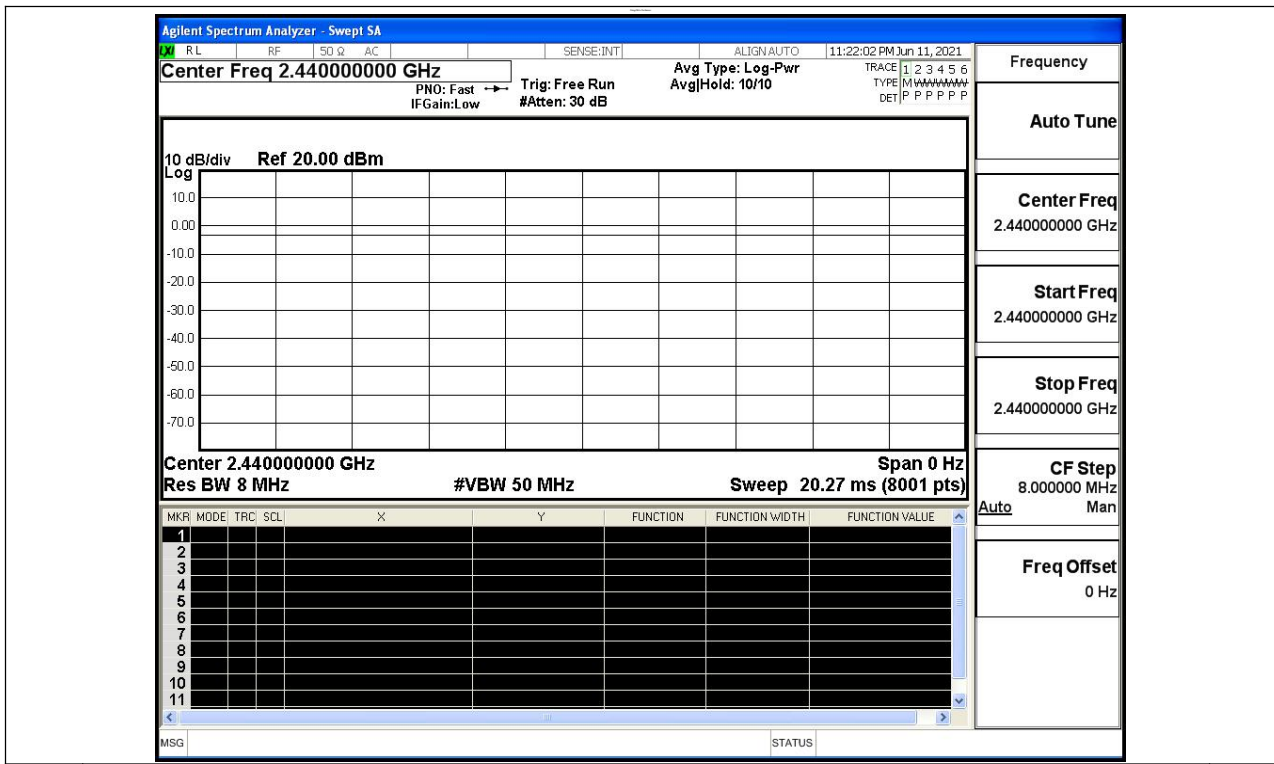 Agilent Spectrum Analyzer - Swept SA
LXI RL RF 50 Ω AC SENSE:INT ALIGN AUTO 11:22:02 PM Jun 11, 2021
Center Freq 2.440000000 GHz
PNO: Fast
IFGain:Low
Trig: Free Run
#Atten: 30 dB
Avg Type: Log-Pwr
Avg|Hold: 10/10
TRACE 1 2 3 4 5 6
TYPE M WWWWW
DET P P P P P P
10 dB/div Ref 20.00 dBm
Log
10.0
0.00
-10.0
-20.0
-30.0
-40.0
-50.0
-60.0
-70.0
Center 2.440000000 GHz Span 0 Hz
Res BW 8 MHz #VBW 50 MHz Sweep 20.27 ms (8001 pts)
MKR MODE TRC SCL X Y FUNCTION FUNCTION WIDTH FUNCTION VALUE
1
2
3
4
5
6
7
8
9
10
11
MSG STATUS
Frequency
Auto Tune
Center Freq
2.440000000 GHz
Start Freq
2.440000000 GHz
Stop Freq
2.440000000 GHz
CF Step
8.000000 MHz
Auto Man
Freq Offset
0 Hz